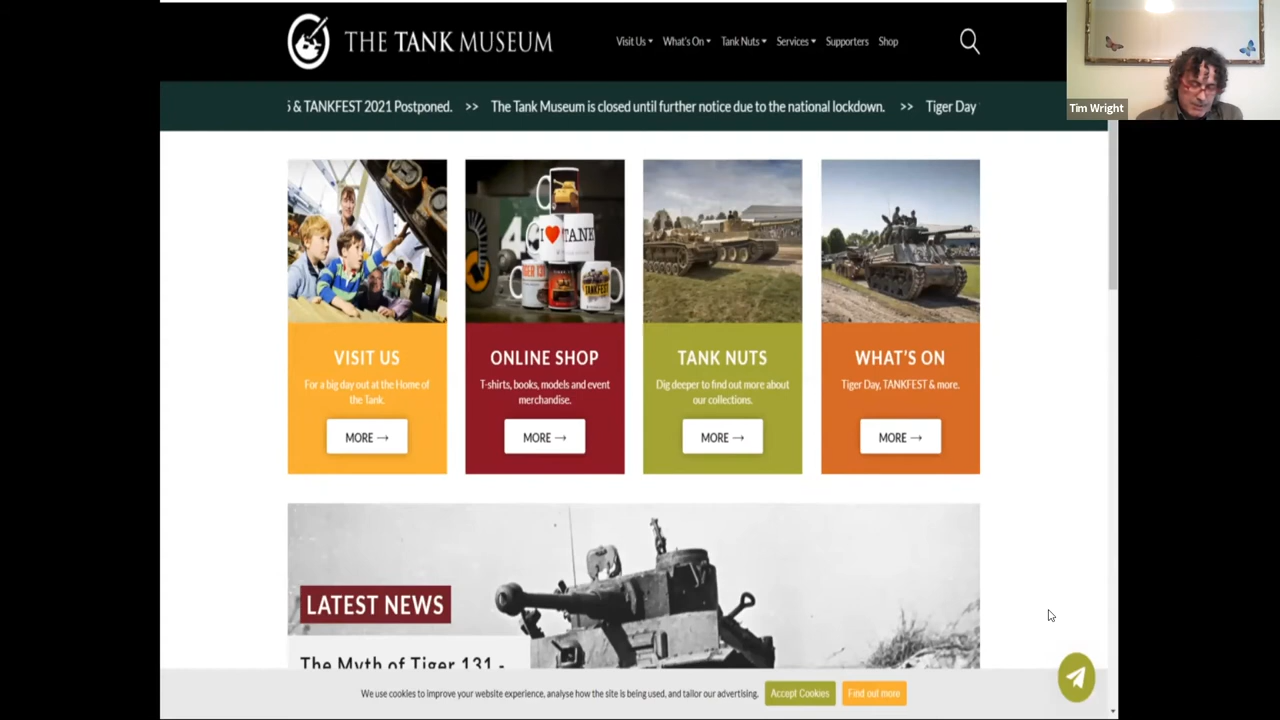 THE TANK MUSEUM
Visit Us What's On Tank Nuts Services Supporters Shop
Tim Wright
& TANKFEST 2021 Postponed. >> The Tank Museum is closed until further notice due to the national lockdown. >> Tiger Day
I ♥ TANK
TIGER 131
TANKFEST
VISIT US
For a big day out at the Home of
the Tank.
MORE →
ONLINE SHOP
T-shirts, books, models and event
merchandise.
MORE →
TANK NUTS
Dig deeper to find out more about
our collections.
MORE →
WHAT'S ON
Tiger Day, TANKFEST & more.
MORE →
LATEST NEWS
The Myth of Tiger 131 -
We use cookies to improve your website experience, analyse how the site is being used, and tailor our advertising. Accept Cookies Find out more